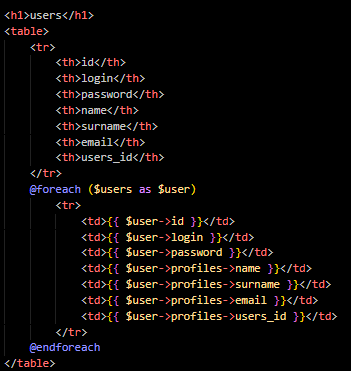 <h1>users</h1>
<table>
    <tr>
        <th>id</th>
        <th>login</th>
        <th>password</th>
        <th>name</th>
        <th>surname</th>
        <th>email</th>
        <th>users_id</th>
    </tr>
    @foreach ($users as $user)
        <tr>
            <td>{{ $user->id }}</td>
            <td>{{ $user->login }}</td>
            <td>{{ $user->password }}</td>
            <td>{{ $user->profiles->name }}</td>
            <td>{{ $user->profiles->surname }}</td>
            <td>{{ $user->profiles->email }}</td>
            <td>{{ $user->profiles->users_id }}</td>
        </tr>
    @endforeach
</table>